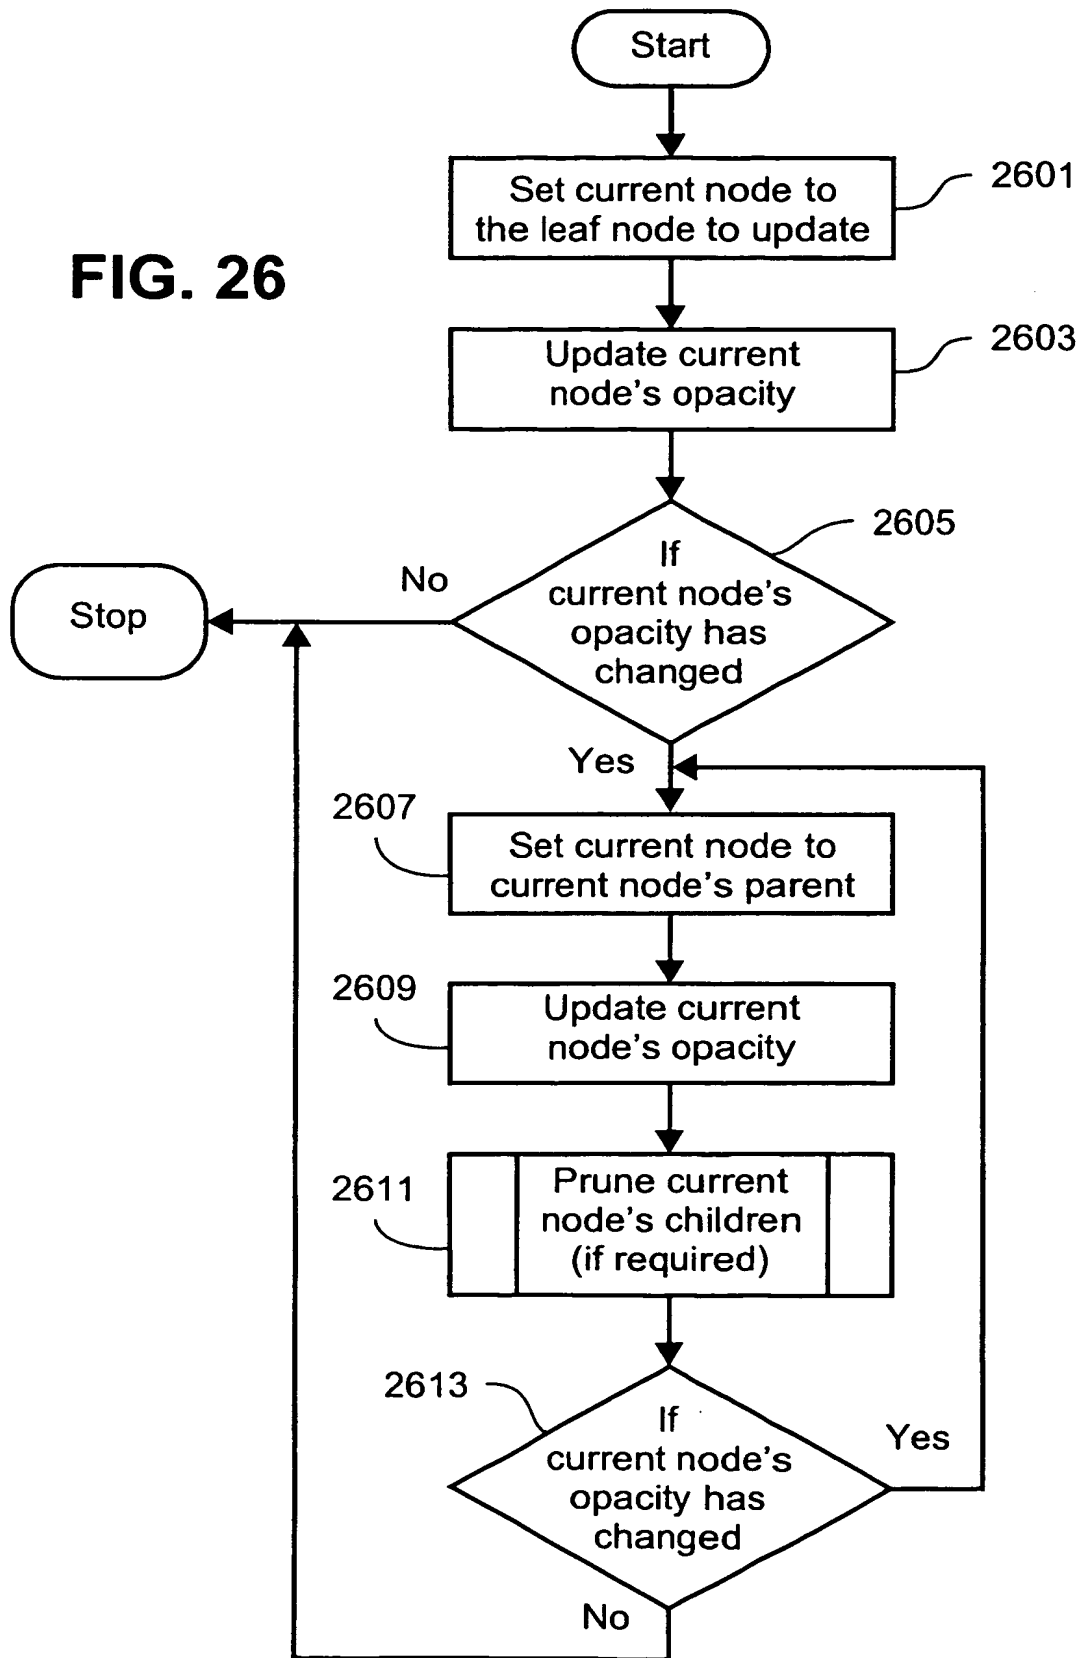 Start
Set current node to
the leaf node to update
2601
FIG. 26
Update current
node's opacity
2603
If
current node's
opacity has
changed
2605
No
Stop
Yes
2607
Set current node to
current node's parent
2609
Update current
node's opacity
2611
Prune current
node's children
(if required)
2613
If
current node's
opacity has
changed
Yes
No